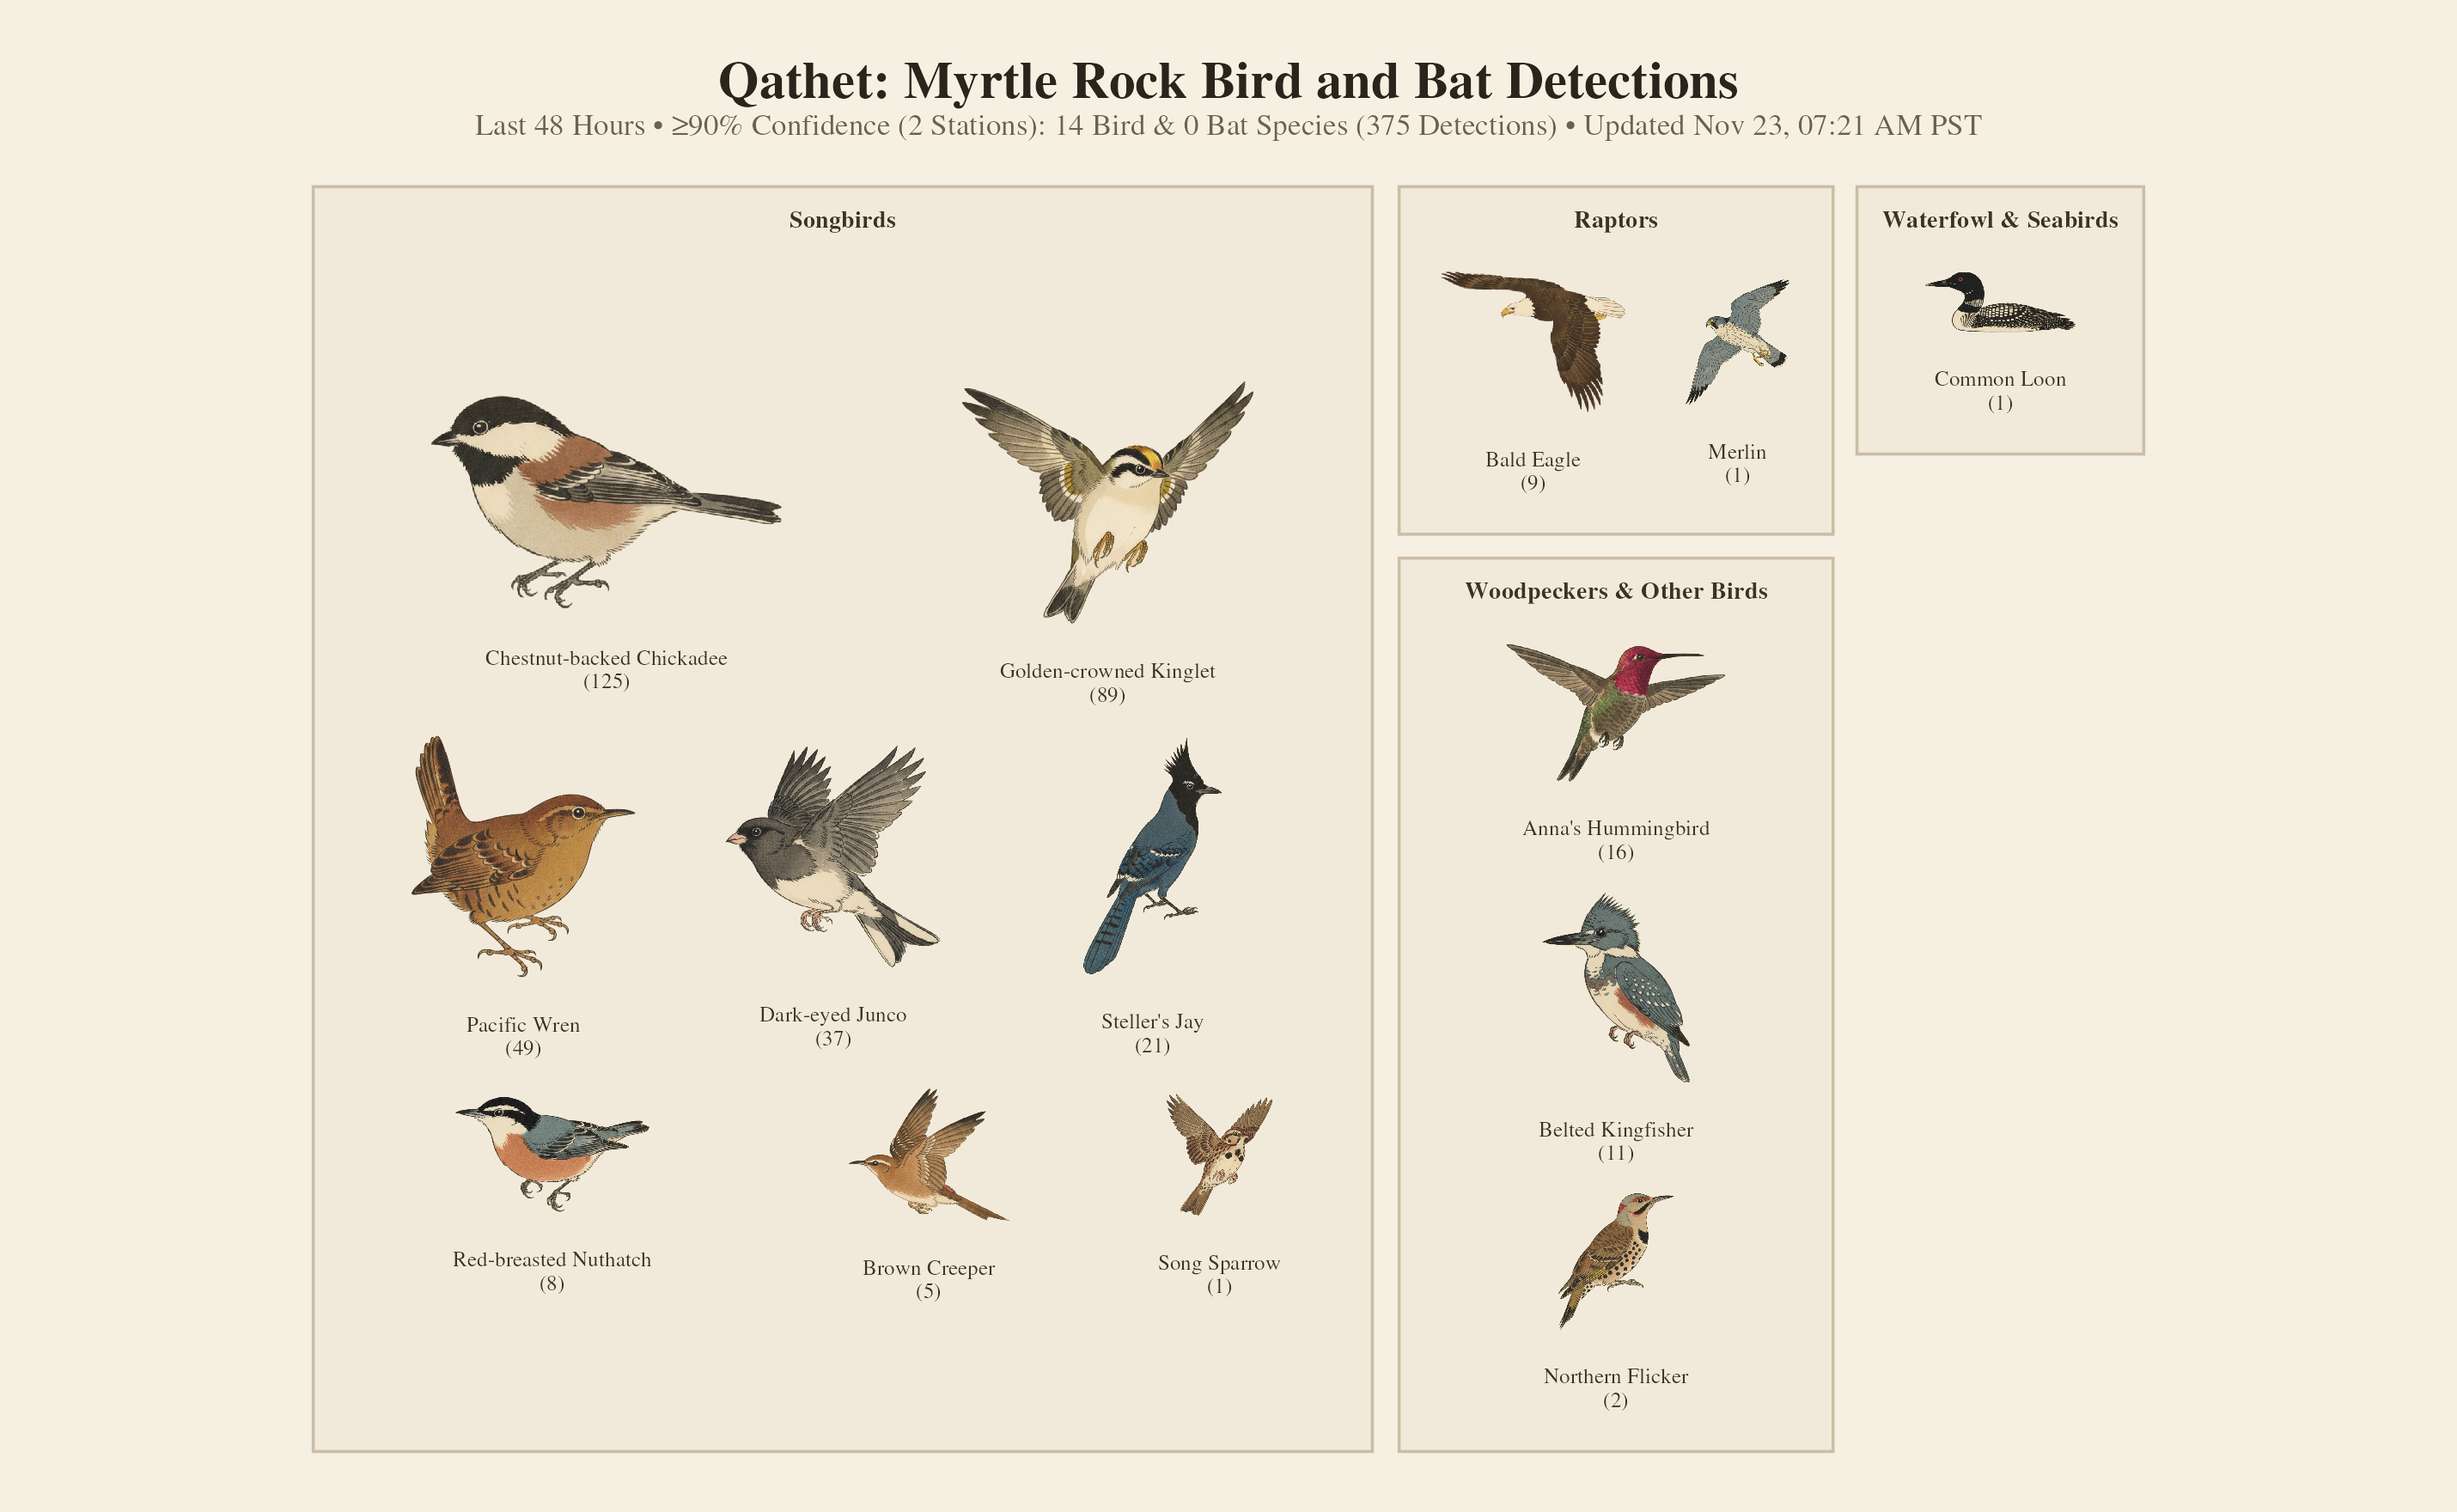 Qathet: Myrtle Rock Bird and Bat Detections
Last 48 Hours • ≥90% Confidence (2 Stations): 14 Bird & 0 Bat Species (375 Detections) • Updated Nov 23, 07:21 AM PST
Songbirds
Chestnut-backed Chickadee
(125)
Golden-crowned Kinglet
(89)
Pacific Wren
(49)
Dark-eyed Junco
(37)
Steller's Jay
(21)
Red-breasted Nuthatch
(8)
Brown Creeper
(5)
Song Sparrow
(1)
Raptors
Bald Eagle
(9)
Merlin
(1)
Woodpeckers & Other Birds
Anna's Hummingbird
(16)
Belted Kingfisher
(11)
Northern Flicker
(2)
Waterfowl & Seabirds
Common Loon
(1)